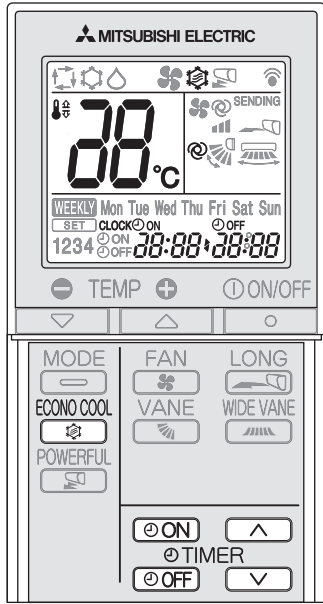 MITSUBISHI ELECTRIC
SENDING
88°C
WEEKLY Mon Tue Wed Thu Fri Sat Sun
SET CLOCK ON OFF
1234 ON OFF 88:88 88:88
TEMP ON/OFF
MODE FAN LONG
ECONO COOL VANE WIDE VANE
POWERFUL
ON
TIMER
OFF